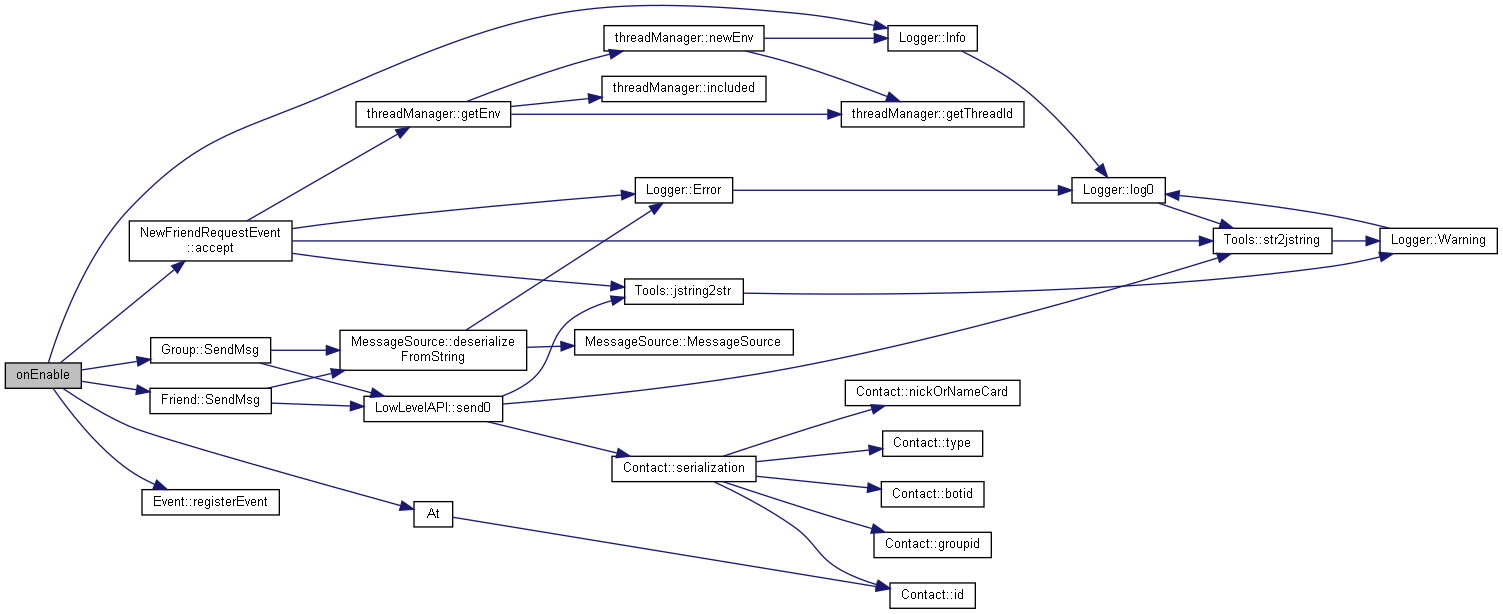 threadManager::newEnv
Logger::Info
threadManager::included
threadManager::getEnv
threadManager::getThreadId
Logger::Error
Logger::log0
NewFriendRequestEvent
::accept
Tools::str2jstring
Logger::Warning
Tools::jstring2str
MessageSource::deserialize
FromString
MessageSource::MessageSource
Group::SendMsg
onEnable
Friend::SendMsg
LowLevelAPI::send0
Contact::nickOrNameCard
Contact::type
Contact::serialization
Contact::botid
Event::registerEvent
At
Contact::groupid
Contact::id